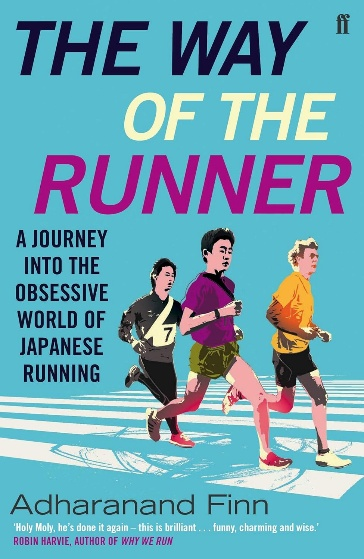 THE WAY
ff
OF THE
RUNNER
A JOURNEY
INTO THE
OBSESSIVE
WORLD OF
JAPANESE
RUNNING
7
Adharanand Finn
‘Holy Moly, he’s done it again – this is brilliant . . . funny, charming and wise.’
ROBIN HARVIE, AUTHOR OF WHY WE RUN